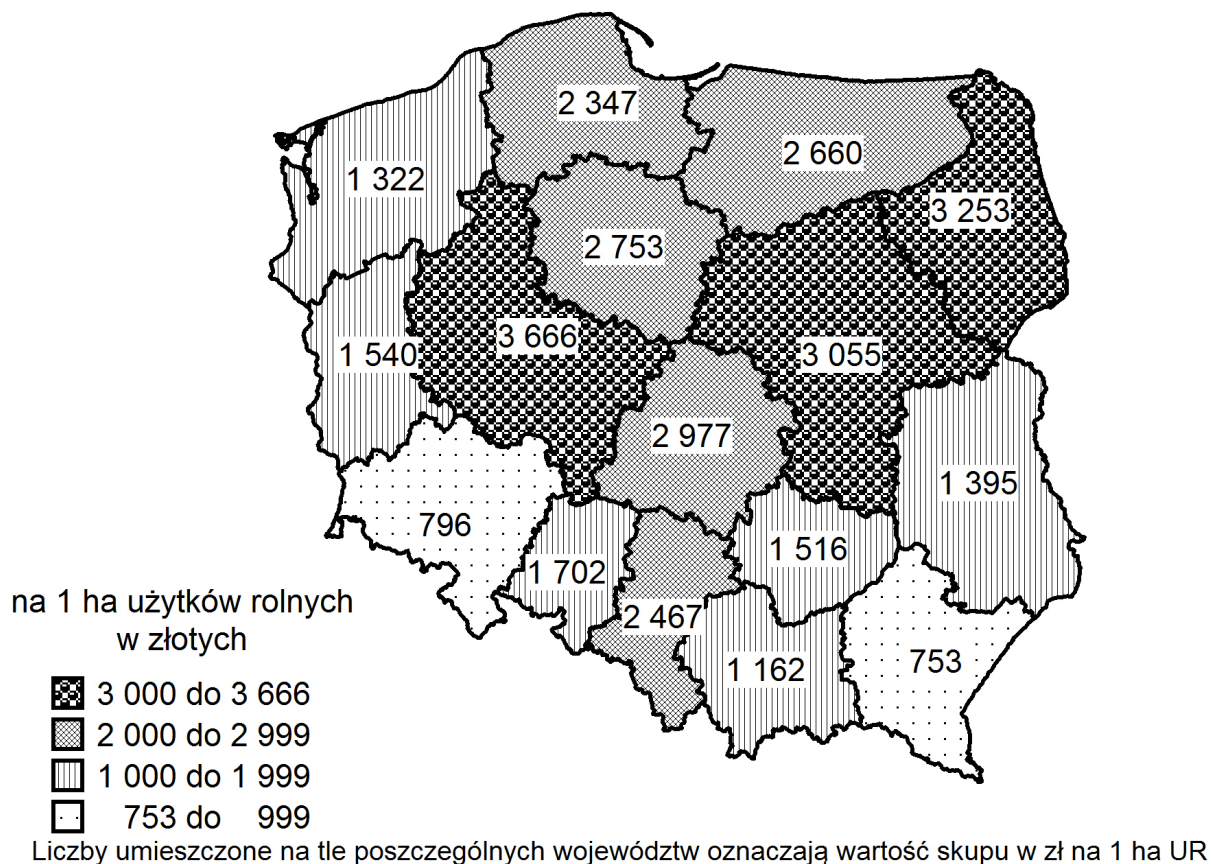 2 347
2 660
1 322
3 253
2 753
3 666
3 055
1 540
2 977
1 395
796
1 516
1 702
2 467
753
1 162
na 1 ha użytków rolnych
w złotych
3 000 do 3 666
2 000 do 2 999
1 000 do 1 999
753 do 999
Liczby umieszczone na tle poszczególnych województw oznaczają wartość skupu w zł na 1 ha UR